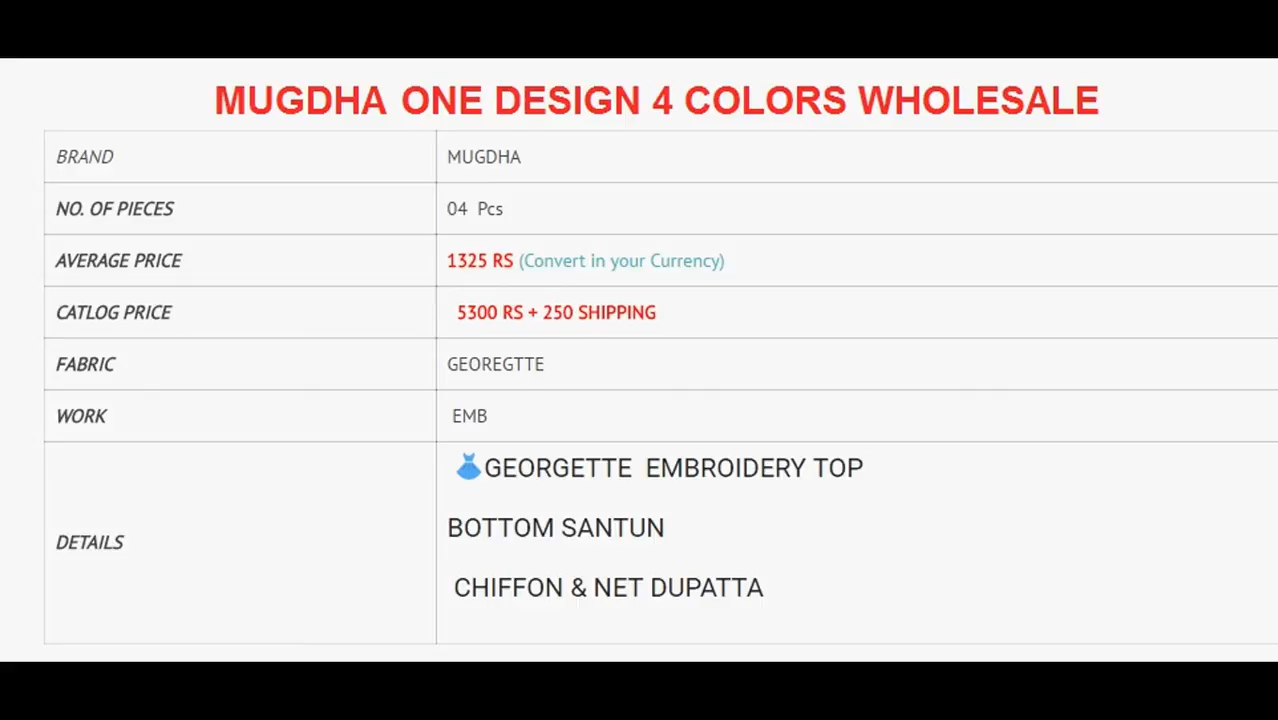 MUGDHA ONE DESIGN 4 COLORS WHOLESALE
BRAND MUGDHA
NO. OF PIECES 04 Pcs
AVERAGE PRICE 1325 RS (Convert in your Currency)
CATLOG PRICE 5300 RS + 250 SHIPPING
FABRIC GEOREGTTE
WORK EMB
DETAILS
👗GEORGETTE EMBROIDERY TOP
BOTTOM SANTUN
CHIFFON & NET DUPATTA